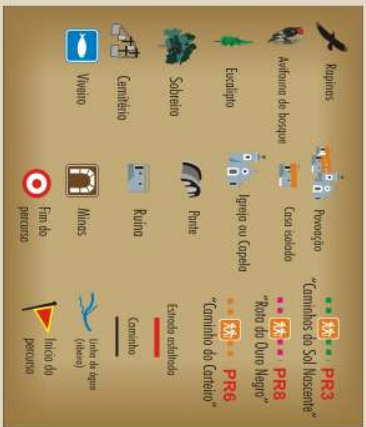 Rapinas
Avifauna de bosque
Eucalipto
Sobreiro
Cemitério
Viveiro
Povoação
Casa isolada
Igreja ou Capela
Ponte
Ruína
Minas
Fim do
percurso
PR3
"Caminhos do Sol Nascente"
PR8
"Rota do Ouro Negro"
PR6
"Caminho do Carteiro"
Estrada asfaltada
Caminho
Linha de água
(ribeira)
Início do
percurso